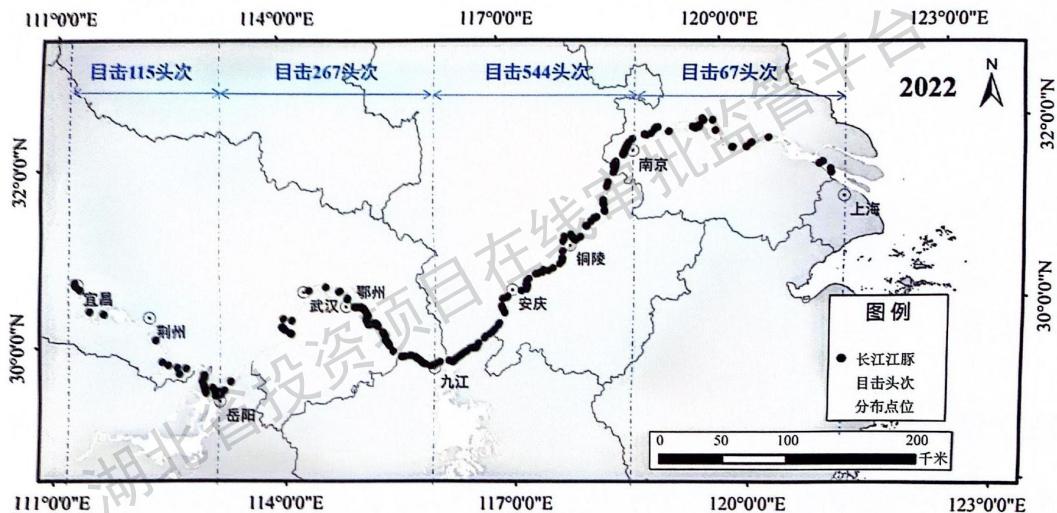 111°0'0"E 114°0'0"E 117°0'0"E 120°0'0"E 123°0'0"E
目击115头次 目击267头次 目击544头次 目击67头次
2022
N
32°0'0"N
32°0'0"N
南京
上海
铜陵
宜昌
鄂州
武汉
安庆
荆州
30°0'0"N
30°0'0"N
九江
岳阳
图例
长江江豚
目击头次
分布点位
0 50 100 200
千米
111°0'0"E 114°0'0"E 117°0'0"E 120°0'0"E 123°0'0"E
湖北省投资项目在线审批监管平台